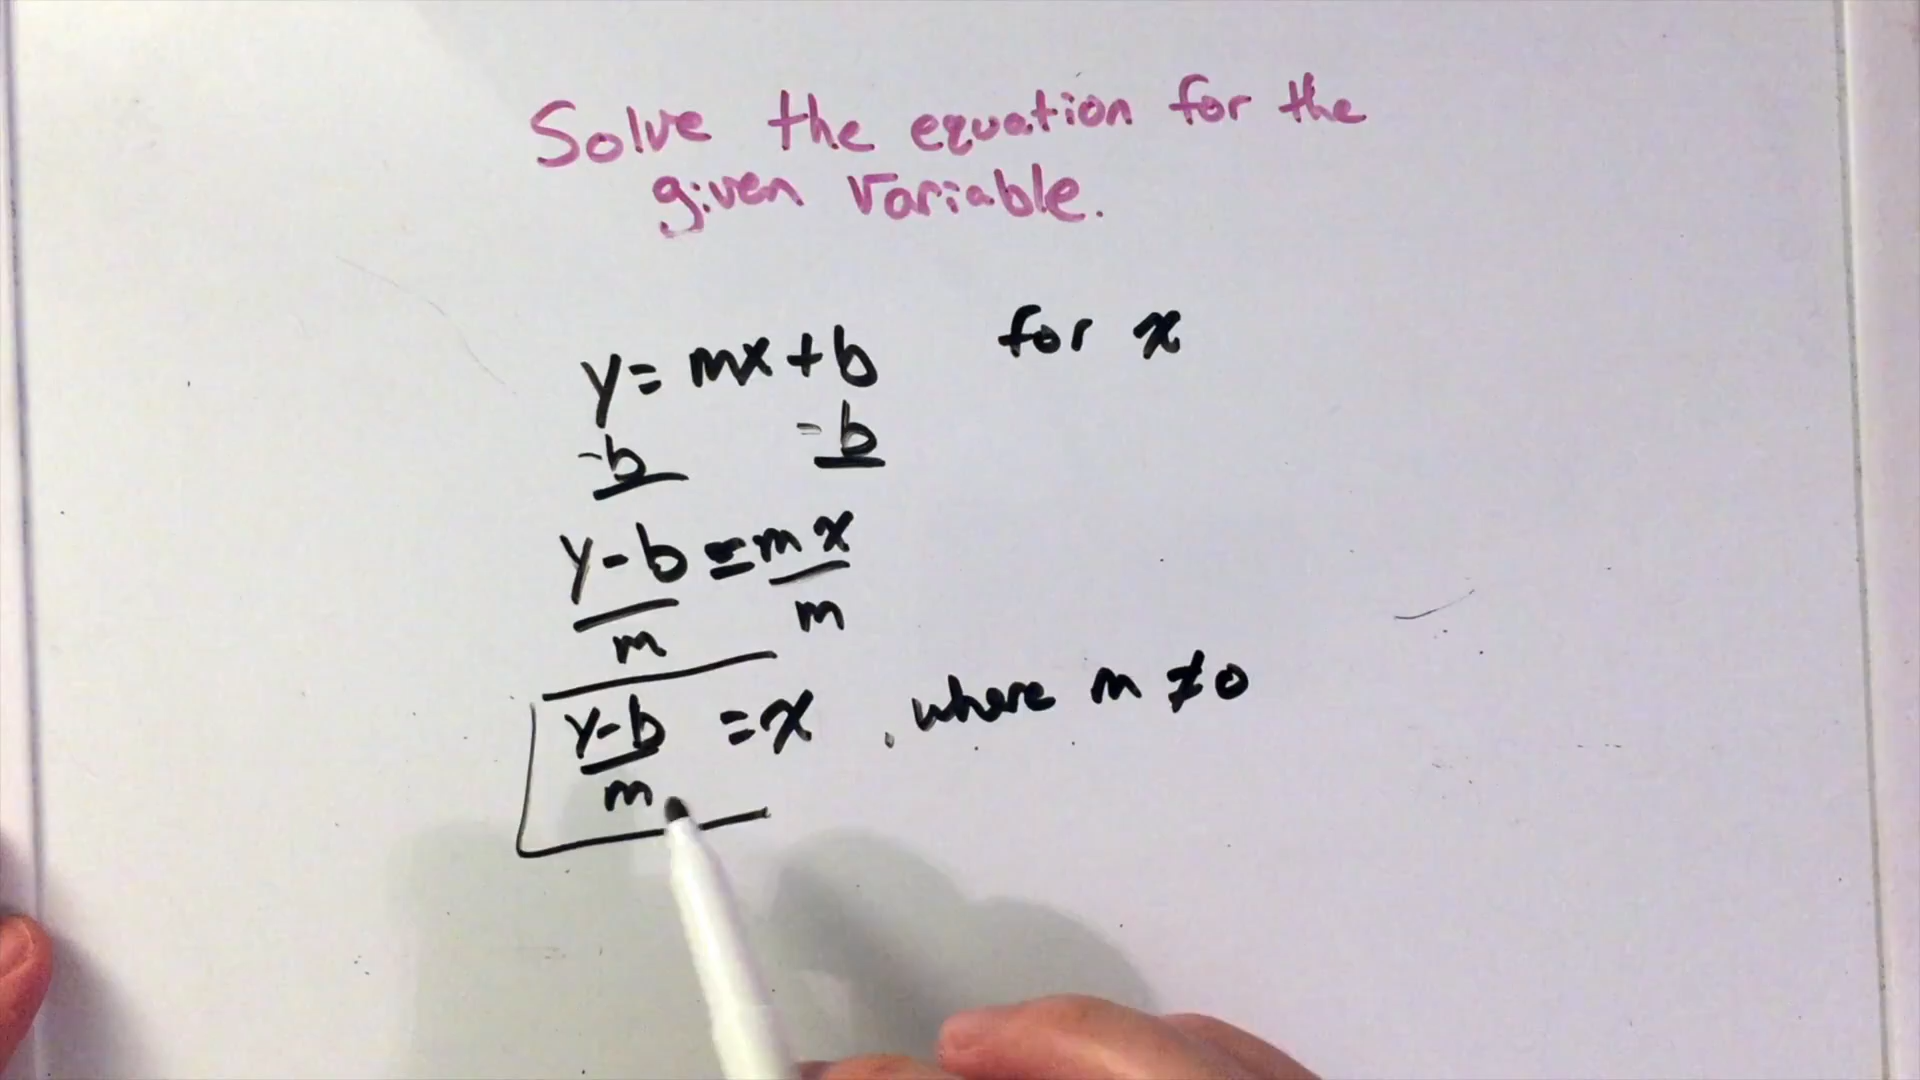 Solve the equation for the
given variable.
y = mx + b for x
-b -b
y - b = mx
m m
y - b = x , where m ≠ 0
m